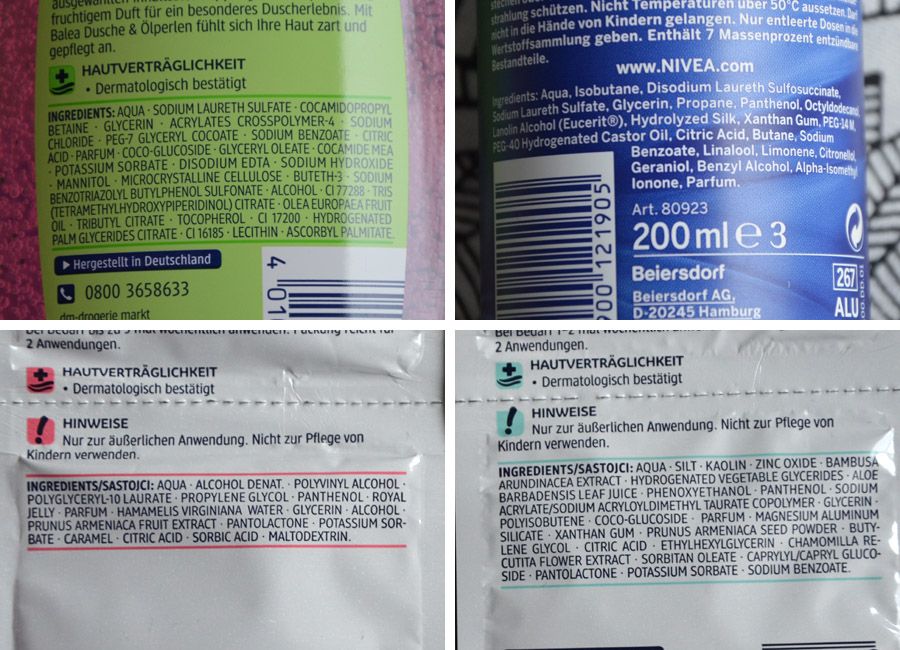 ausgewählten
fruchtigem Duft für ein besonderes Duscherlebnis. Mit
Balea Dusche & Ölperlen fühlt sich Ihre Haut zart und
gepflegt an.
HAUTVERTRÄGLICHKEIT
• Dermatologisch bestätigt
INGREDIENTS: AQUA · SODIUM LAURETH SULFATE · COCAMIDOPROPYL
BETAINE · GLYCERIN · ACRYLATES CROSSPOLYMER-4 · SODIUM
CHLORIDE · PEG-7 GLYCERYL COCOATE · SODIUM BENZOATE · CITRIC
ACID · PARFUM · COCO-GLUCOSIDE · GLYCERYL OLEATE · COCAMIDE MEA
· POTASSIUM SORBATE · DISODIUM EDTA · SODIUM HYDROXIDE
· MANNITOL · MICROCRYSTALLINE CELLULOSE · BUTETH-3 · SODIUM
BENZOTRIAZOLYL BUTYLPHENOL SULFONATE · ALCOHOL · CI 77288 · TRIS
(TETRAMETHYLHYDROXYPIPERIDINOL) CITRATE · OLEA EUROPAEA FRUIT
OIL · TRIBUTYL CITRATE · TOCOPHEROL · CI 17200 · HYDROGENATED
PALM GLYCERIDES CITRATE · CI 16185 · LECITHIN · ASCORBYL PALMITATE.
Hergestellt in Deutschland
0800 3658633
dm-drogerie markt
4 01
strahlung schützen. Nicht Temperaturen über 50°C aussetzen. Darf
nicht in die Hände von Kindern gelangen. Nur entleerte Dosen in die
Wertstoffsammlung geben. Enthält 7 Massenprozent entzündbare
Bestandteile.
www.NIVEA.com
Ingredients: Aqua, Isobutane, Disodium Laureth Sulfosuccinate,
Sodium Laureth Sulfate, Glycerin, Propane, Panthenol, Octyldodecanol,
Lanolin Alcohol (Eucerit®), Hydrolyzed Silk, Xanthan Gum, PEG-14 M,
PEG-40 Hydrogenated Castor Oil, Citric Acid, Butane, Sodium
Benzoate, Linalool, Limonene, Citronellol,
Geraniol, Benzyl Alcohol, Alpha-Isomethyl
Ionone, Parfum.
Art. 80923
200 ml ℮ 3
Beiersdorf
Beiersdorf AG,
D-20245 Hamburg
900 121905
267
ALU
2 Anwendungen.
HAUTVERTRÄGLICHKEIT
• Dermatologisch bestätigt
HINWEISE
Nur zur äußerlichen Anwendung. Nicht zur Pflege von
Kindern verwenden.
INGREDIENTS/SASTOJCI: AQUA · ALCOHOL DENAT. · POLYVINYL ALCOHOL ·
POLYGLYCERYL-10 LAURATE · PROPYLENE GLYCOL · PANTHENOL · ROYAL
JELLY · PARFUM · HAMAMELIS VIRGINIANA WATER · GLYCERIN · ALCOHOL ·
PRUNUS ARMENIACA FRUIT EXTRACT · PANTOLACTONE · POTASSIUM SOR-
BATE · CARAMEL · CITRIC ACID · SORBIC ACID · MALTODEXTRIN.
2 Anwendungen.
HAUTVERTRÄGLICHKEIT
• Dermatologisch bestätigt
HINWEISE
Nur zur äußerlichen Anwendung. Nicht zur Pflege von
Kindern verwenden.
INGREDIENTS/SASTOJCI: AQUA · SILT · KAOLIN · ZINC OXIDE · BAMBUSA
ARUNDINACEA EXTRACT · HYDROGENATED VEGETABLE GLYCERIDES · ALOE
BARBADENSIS LEAF JUICE · PHENOXYETHANOL · PANTHENOL · SODIUM
ACRYLATE/SODIUM ACRYLOYLDIMETHYL TAURATE COPOLYMER · GLYCERIN ·
POLYISOBUTENE · COCO-GLUCOSIDE · PARFUM · MAGNESIUM ALUMINUM
SILICATE · XANTHAN GUM · PRUNUS ARMENIACA SEED POWDER · BUTY-
LENE GLYCOL · CITRIC ACID · ETHYLHEXYLGLYCERIN · CHAMOMILLA RE-
CUTITA FLOWER EXTRACT · SORBITAN OLEATE · CAPRYLYL/CAPRYL GLUCO-
SIDE · PANTOLACTONE · POTASSIUM SORBATE · SODIUM BENZOATE.